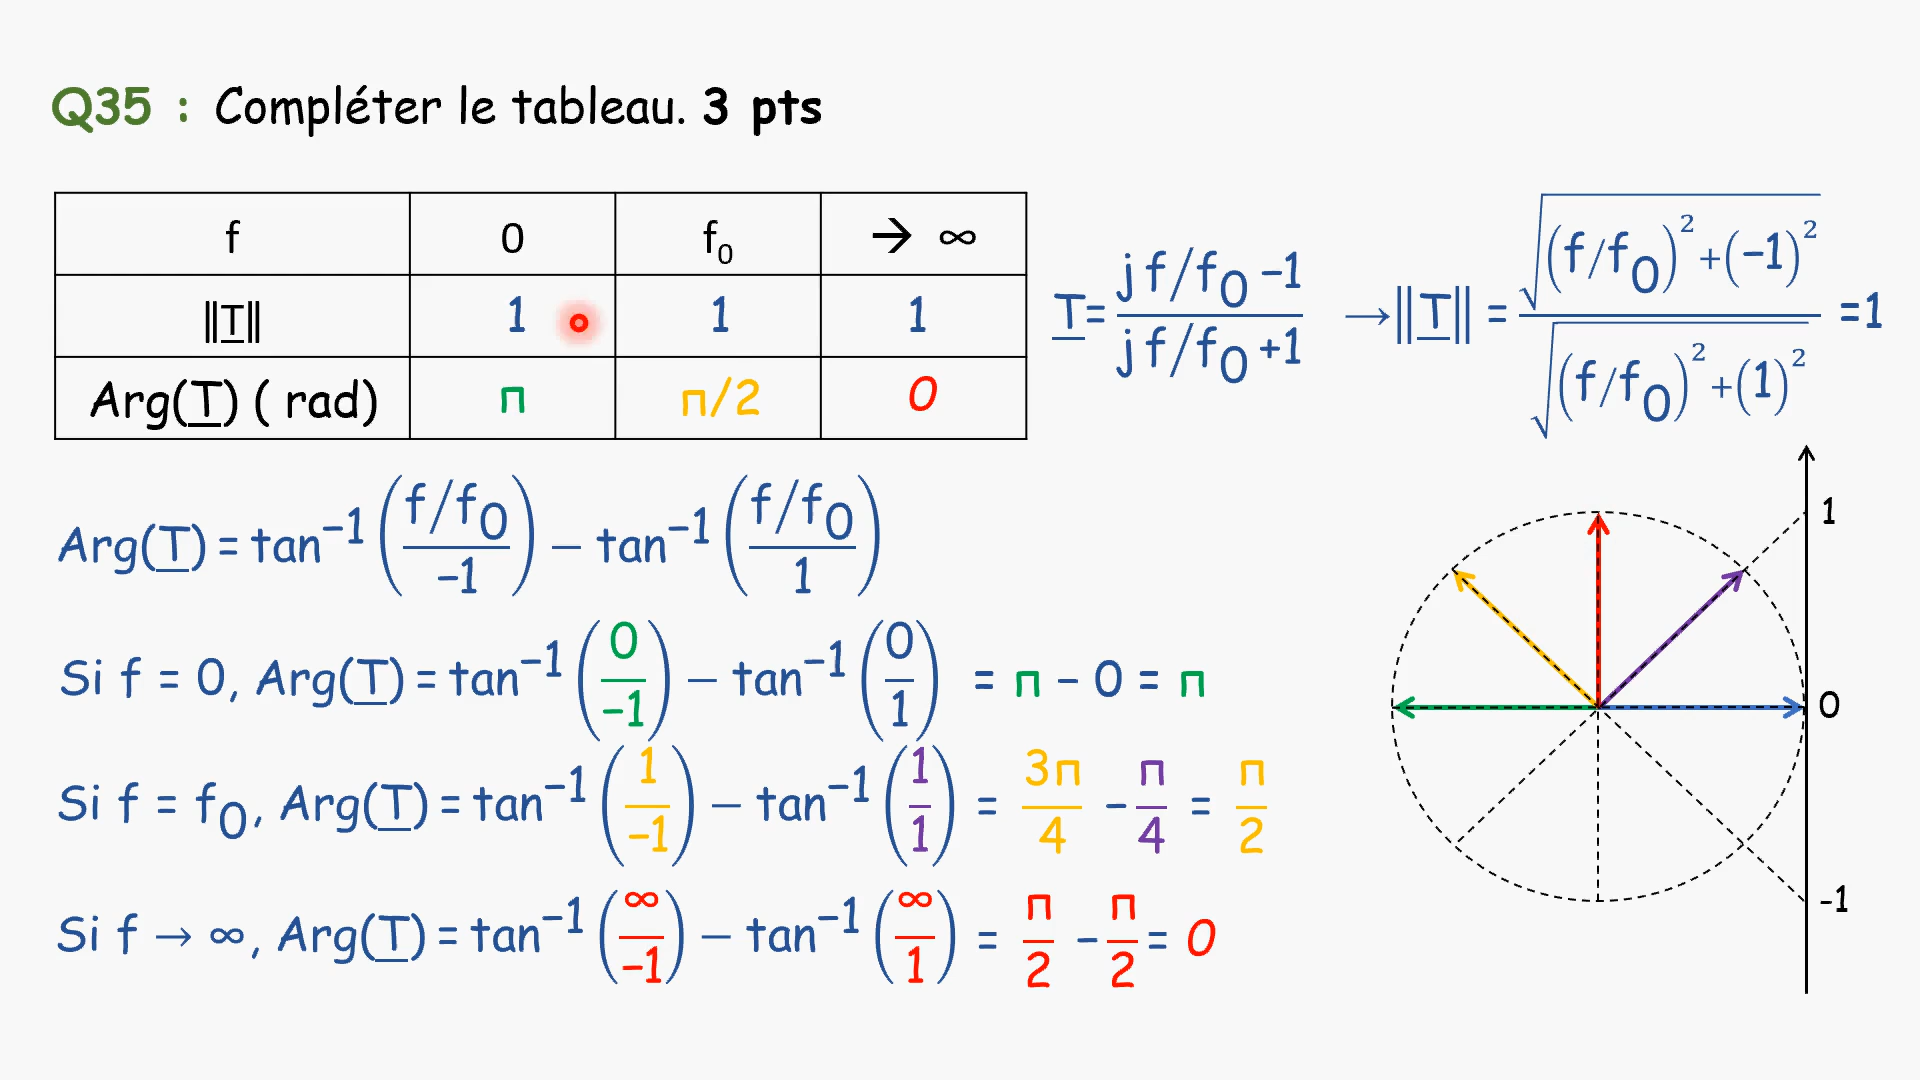 Q35 : Compléter le tableau. 3 pts
f 0 f₀ → ∞
‖T‖ 1 1 1
Arg(T) ( rad) π π/2 0
T = (j f/f₀ −1)/(j f/f₀ +1) → ‖T‖ = √((f/f₀)² + (−1)²)/√((f/f₀)² + (1)²) =1
Arg(T) = tan⁻¹((f/f₀)/−1) − tan⁻¹((f/f₀)/1)
Si f = 0, Arg(T) = tan⁻¹(0/−1) − tan⁻¹(0/1) = π − 0 = π
Si f = f₀, Arg(T) = tan⁻¹(1/−1) − tan⁻¹(1/1) = 3π/4 − π/4 = π/2
Si f → ∞, Arg(T) = tan⁻¹(∞/−1) − tan⁻¹(∞/1) = π/2 − π/2 = 0
1
0
-1